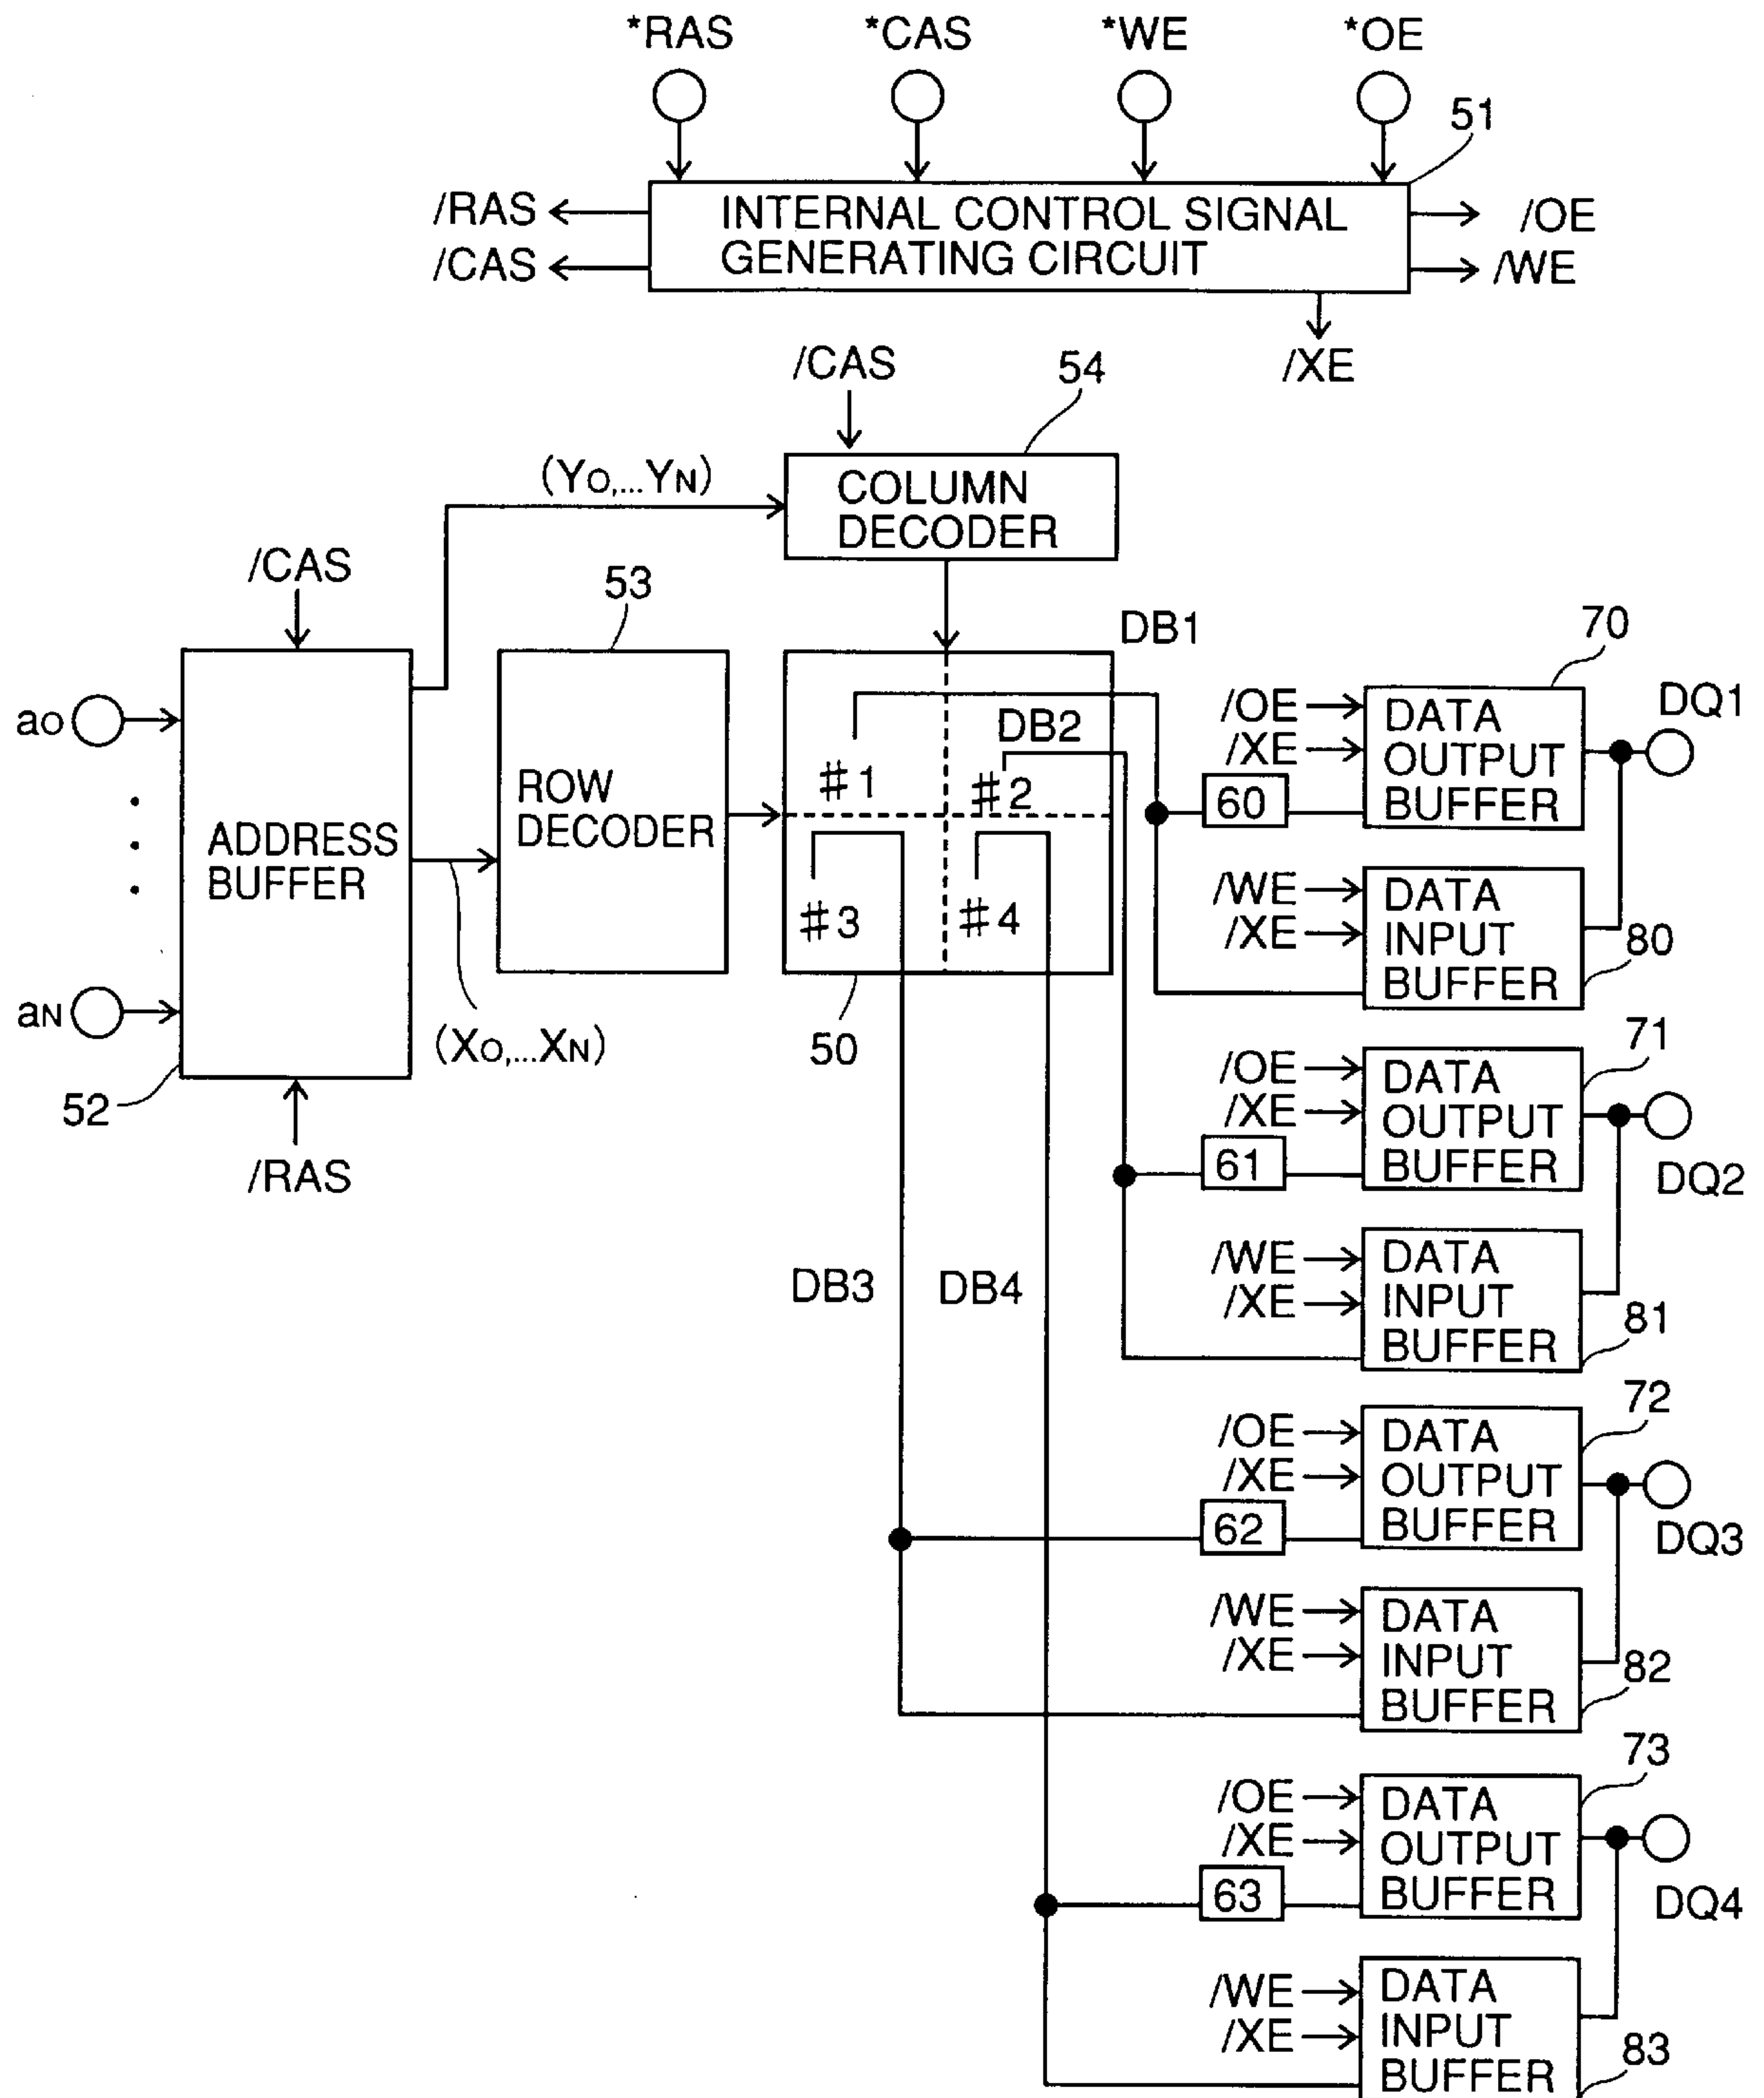 *RAS *CAS *WE *OE
51
/RAS
/CAS
INTERNAL CONTROL SIGNAL
GENERATING CIRCUIT
/OE
/WE
/XE
/CAS
54
(YO,...YN)
COLUMN
DECODER
/CAS
53
DB1
70
aO
aN
ADDRESS
BUFFER
52
/RAS
(XO,...XN)
ROW
DECODER
#1
DB2
#2
#3
#4
50
/OE
/XE
60
DATA
OUTPUT
BUFFER
DQ1
/WE
/XE
DATA
INPUT
BUFFER
80
71
/OE
/XE
61
DATA
OUTPUT
BUFFER
DQ2
DB3
DB4
/WE
/XE
DATA
INPUT
BUFFER
81
72
/OE
/XE
62
DATA
OUTPUT
BUFFER
DQ3
/WE
/XE
DATA
INPUT
BUFFER
82
73
/OE
/XE
63
DATA
OUTPUT
BUFFER
DQ4
/WE
/XE
DATA
INPUT
BUFFER
83